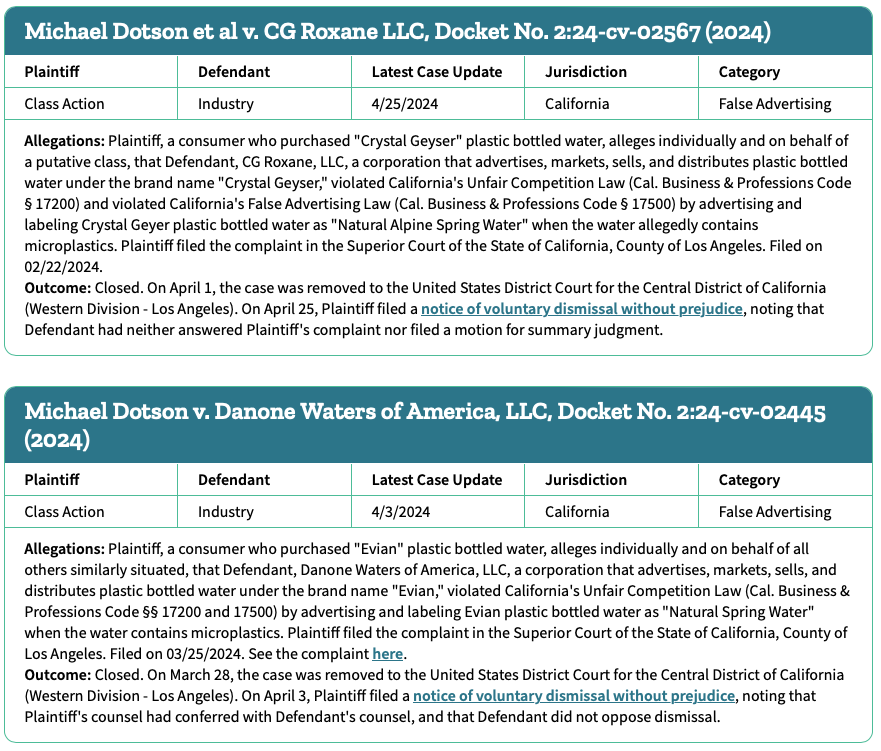 Michael Dotson et al v. CG Roxane LLC, Docket No. 2:24-cv-02567 (2024)
Plaintiff Defendant Latest Case Update Jurisdiction Category
Class Action Industry 4/25/2024 California False Advertising
Allegations: Plaintiff, a consumer who purchased "Crystal Geyser" plastic bottled water, alleges individually and on behalf of
a putative class, that Defendant, CG Roxane, LLC, a corporation that advertises, markets, sells, and distributes plastic bottled
water under the brand name "Crystal Geyser," violated California's Unfair Competition Law (Cal. Business & Professions Code
§ 17200) and violated California's False Advertising Law (Cal. Business & Professions Code § 17500) by advertising and
labeling Crystal Geyer plastic bottled water as "Natural Alpine Spring Water" when the water allegedly contains
microplastics. Plaintiff filed the complaint in the Superior Court of the State of California, County of Los Angeles. Filed on
02/22/2024.
Outcome: Closed. On April 1, the case was removed to the United States District Court for the Central District of California
(Western Division - Los Angeles). On April 25, Plaintiff filed a notice of voluntary dismissal without prejudice, noting that
Defendant had neither answered Plaintiff's complaint nor filed a motion for summary judgment.
Michael Dotson v. Danone Waters of America, LLC, Docket No. 2:24-cv-02445
(2024)
Plaintiff Defendant Latest Case Update Jurisdiction Category
Class Action Industry 4/3/2024 California False Advertising
Allegations: Plaintiff, a consumer who purchased "Evian" plastic bottled water, alleges individually and on behalf of all
others similarly situated, that Defendant, Danone Waters of America, LLC, a corporation that advertises, markets, sells, and
distributes plastic bottled water under the brand name "Evian," violated California's Unfair Competition Law (Cal. Business &
Professions Code §§ 17200 and 17500) by advertising and labeling Evian plastic bottled water as "Natural Spring Water"
when the water contains microplastics. Plaintiff filed the complaint in the Superior Court of the State of California, County of
Los Angeles. Filed on 03/25/2024. See the complaint here.
Outcome: Closed. On March 28, the case was removed to the United States District Court for the Central District of California
(Western Division - Los Angeles). On April 3, Plaintiff filed a notice of voluntary dismissal without prejudice, noting that
Plaintiff's counsel had conferred with Defendant's counsel, and that Defendant did not oppose dismissal.